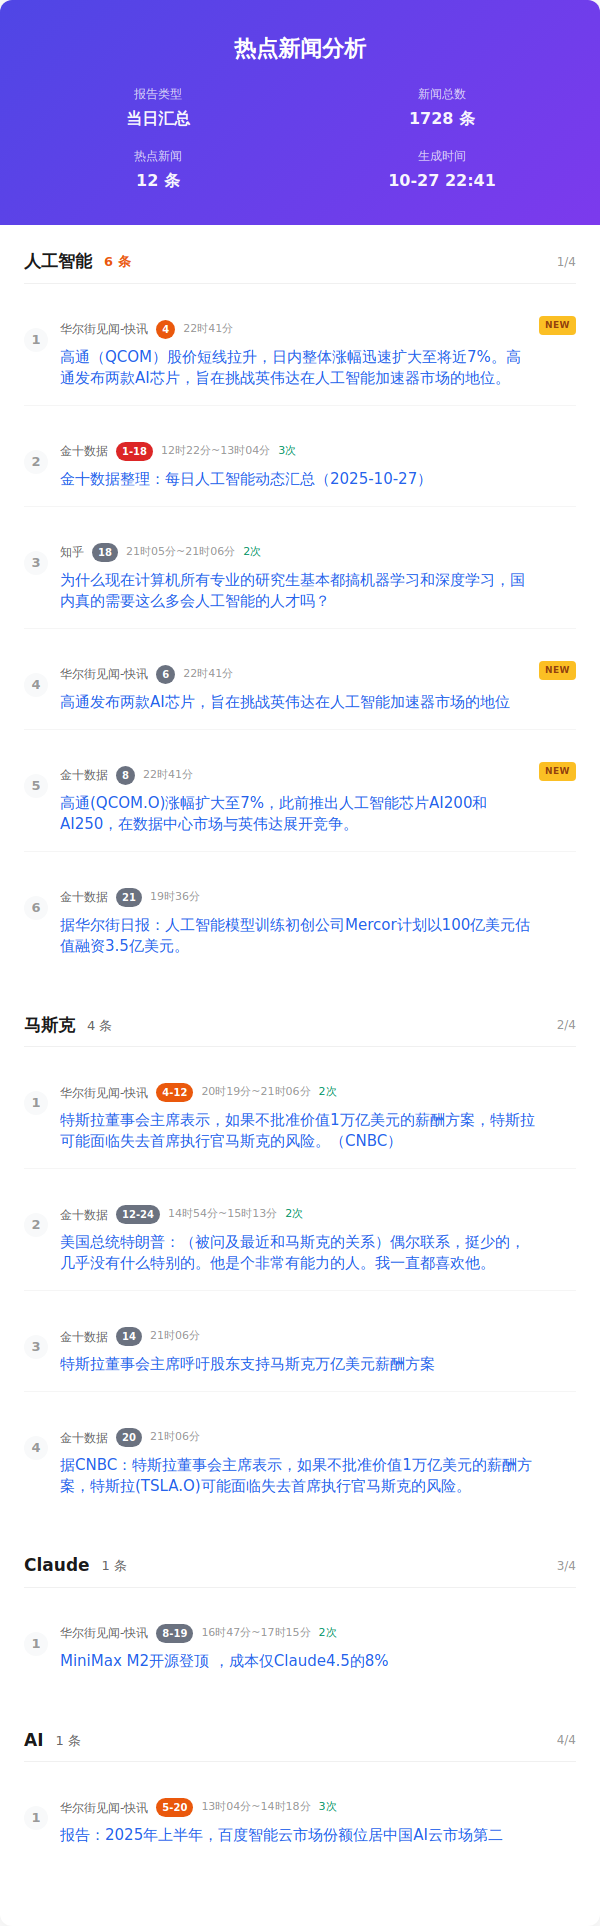 热点新闻分析
报告类型
当日汇总
新闻总数
1728 条
热点新闻
12 条
生成时间
10-27 22:41
人工智能 6 条 1/4
1
华尔街见闻-快讯 4 22时41分 NEW
高通（QCOM）股价短线拉升，日内整体涨幅迅速扩大至将近7%。高
通发布两款AI芯片，旨在挑战英伟达在人工智能加速器市场的地位。
2
金十数据 1-18 12时22分~13时04分 3次
金十数据整理：每日人工智能动态汇总（2025-10-27）
3
知乎 18 21时05分~21时06分 2次
为什么现在计算机所有专业的研究生基本都搞机器学习和深度学习，国
内真的需要这么多会人工智能的人才吗？
4
华尔街见闻-快讯 6 22时41分 NEW
高通发布两款AI芯片，旨在挑战英伟达在人工智能加速器市场的地位
5
金十数据 8 22时41分 NEW
高通(QCOM.O)涨幅扩大至7%，此前推出人工智能芯片AI200和
AI250，在数据中心市场与英伟达展开竞争。
6
金十数据 21 19时36分
据华尔街日报：人工智能模型训练初创公司Mercor计划以100亿美元估
值融资3.5亿美元。
马斯克 4 条 2/4
1
华尔街见闻-快讯 4-12 20时19分~21时06分 2次
特斯拉董事会主席表示，如果不批准价值1万亿美元的薪酬方案，特斯拉
可能面临失去首席执行官马斯克的风险。（CNBC）
2
金十数据 12-24 14时54分~15时13分 2次
美国总统特朗普：（被问及最近和马斯克的关系）偶尔联系，挺少的，
几乎没有什么特别的。他是个非常有能力的人。我一直都喜欢他。
3
金十数据 14 21时06分
特斯拉董事会主席呼吁股东支持马斯克万亿美元薪酬方案
4
金十数据 20 21时06分
据CNBC：特斯拉董事会主席表示，如果不批准价值1万亿美元的薪酬方
案，特斯拉(TSLA.O)可能面临失去首席执行官马斯克的风险。
Claude 1 条 3/4
1
华尔街见闻-快讯 8-19 16时47分~17时15分 2次
MiniMax M2开源登顶 ，成本仅Claude4.5的8%
AI 1 条 4/4
1
华尔街见闻-快讯 5-20 13时04分~14时18分 3次
报告：2025年上半年，百度智能云市场份额位居中国AI云市场第二